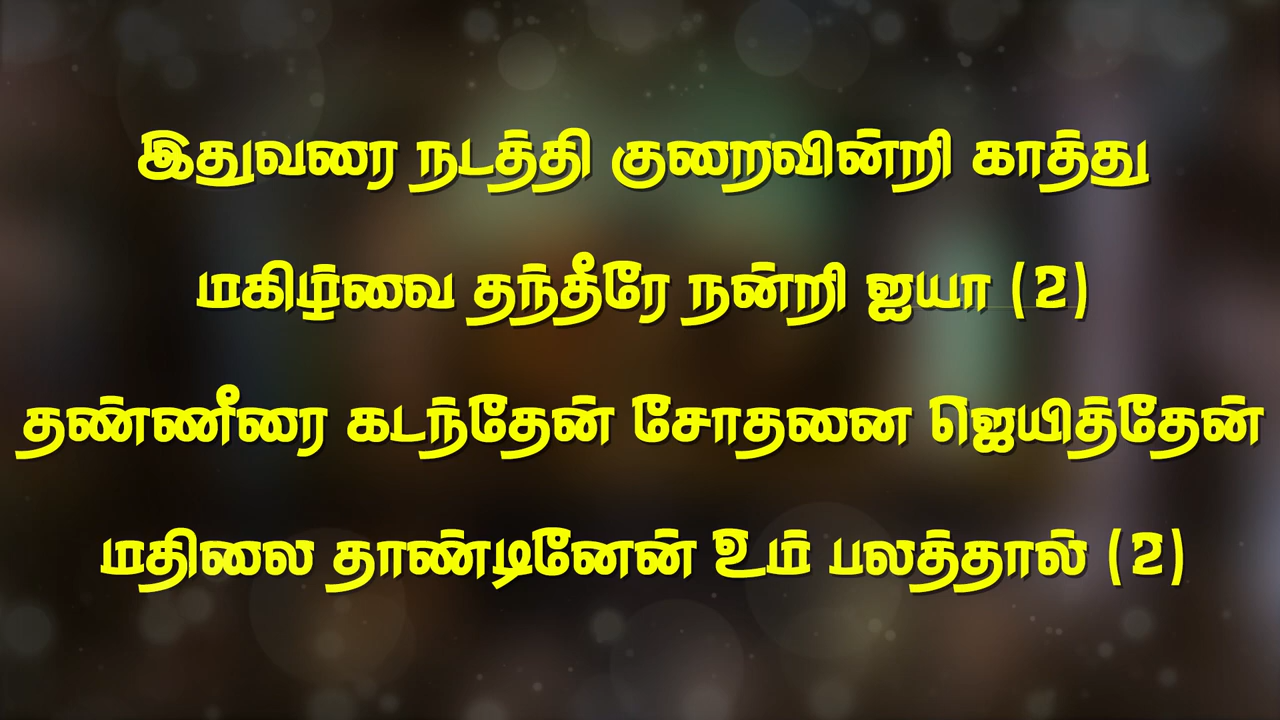 இதுவரை நடத்தி குறைவின்றி காத்து
மகிழ்வை தந்தீரே நன்றி ஐயா (2)
தண்ணீரை கடந்தேன் சோதனை ஜெயித்தேன்
மதிலை தாண்டினேன் உம் பலத்தால் (2)